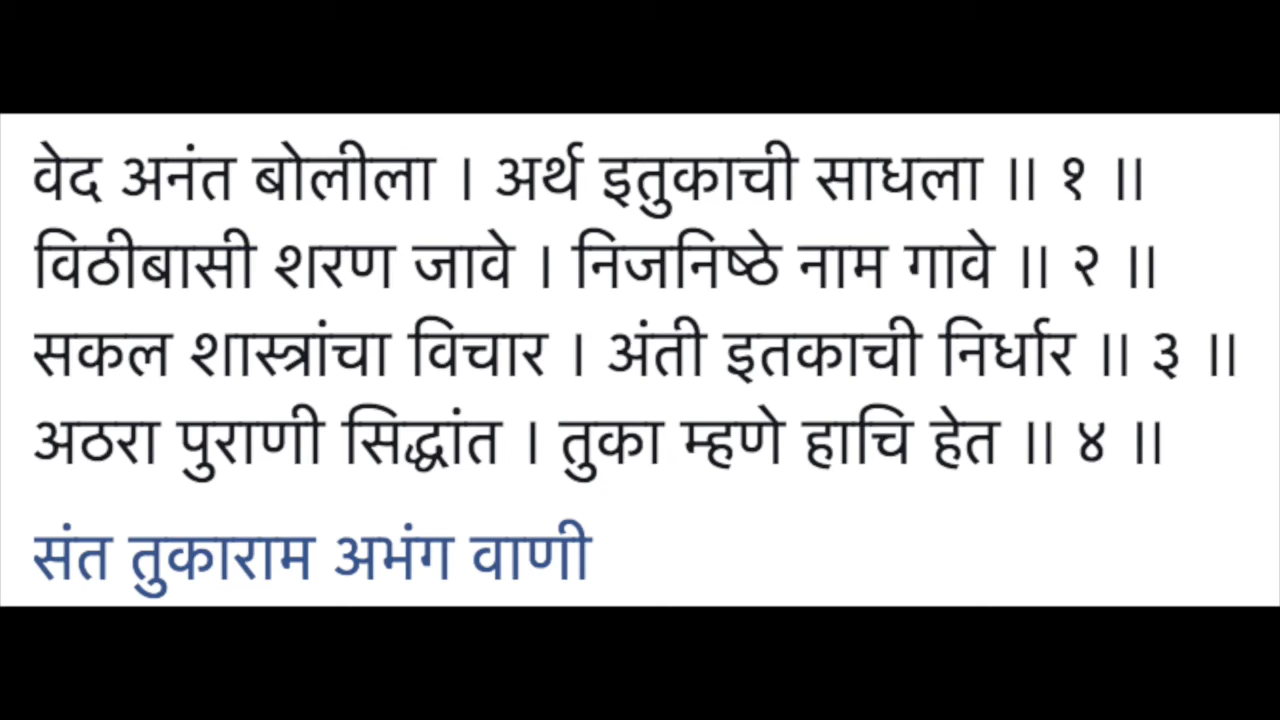 वेद अनंत बोलीला । अर्थ इतुकाची साधला ॥ १ ॥
विठीबासी शरण जावे । निजनिष्ठे नाम गावे ॥ २ ॥
सकल शास्त्रांचा विचार । अंती इतकाची निर्धार ॥ ३ ॥
अठरा पुराणी सिद्धांत । तुका म्हणे हाचि हेत ॥ ४ ॥
संत तुकाराम अभंग वाणी